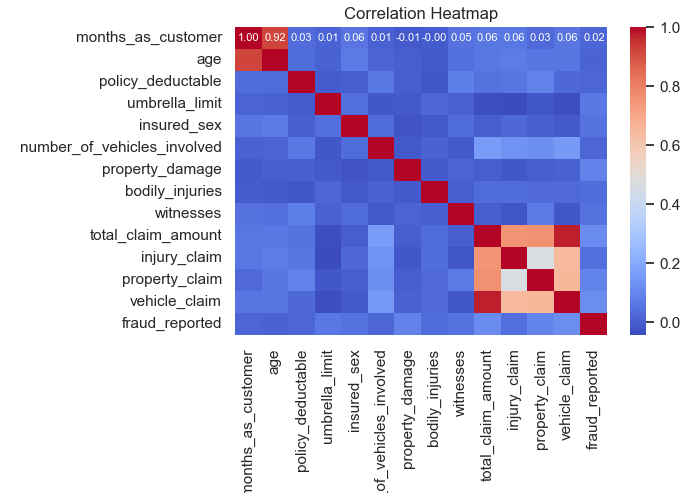 Correlation Heatmap
months_as_customer 1.00 0.92 0.03 0.01 0.06 0.01 -0.01 -0.00 0.05 0.06 0.06 0.03 0.06 0.02
age
policy_deductable
umbrella_limit
insured_sex
number_of_vehicles_involved
property_damage
bodily_injuries
witnesses
total_claim_amount
injury_claim
property_claim
vehicle_claim
fraud_reported
1.0
0.8
0.6
0.4
0.2
0.0
months_as_customer
age
policy_deductable
umbrella_limit
insured_sex
_of_vehicles_involved
property_damage
bodily_injuries
witnesses
total_claim_amount
injury_claim
property_claim
vehicle_claim
fraud_reported